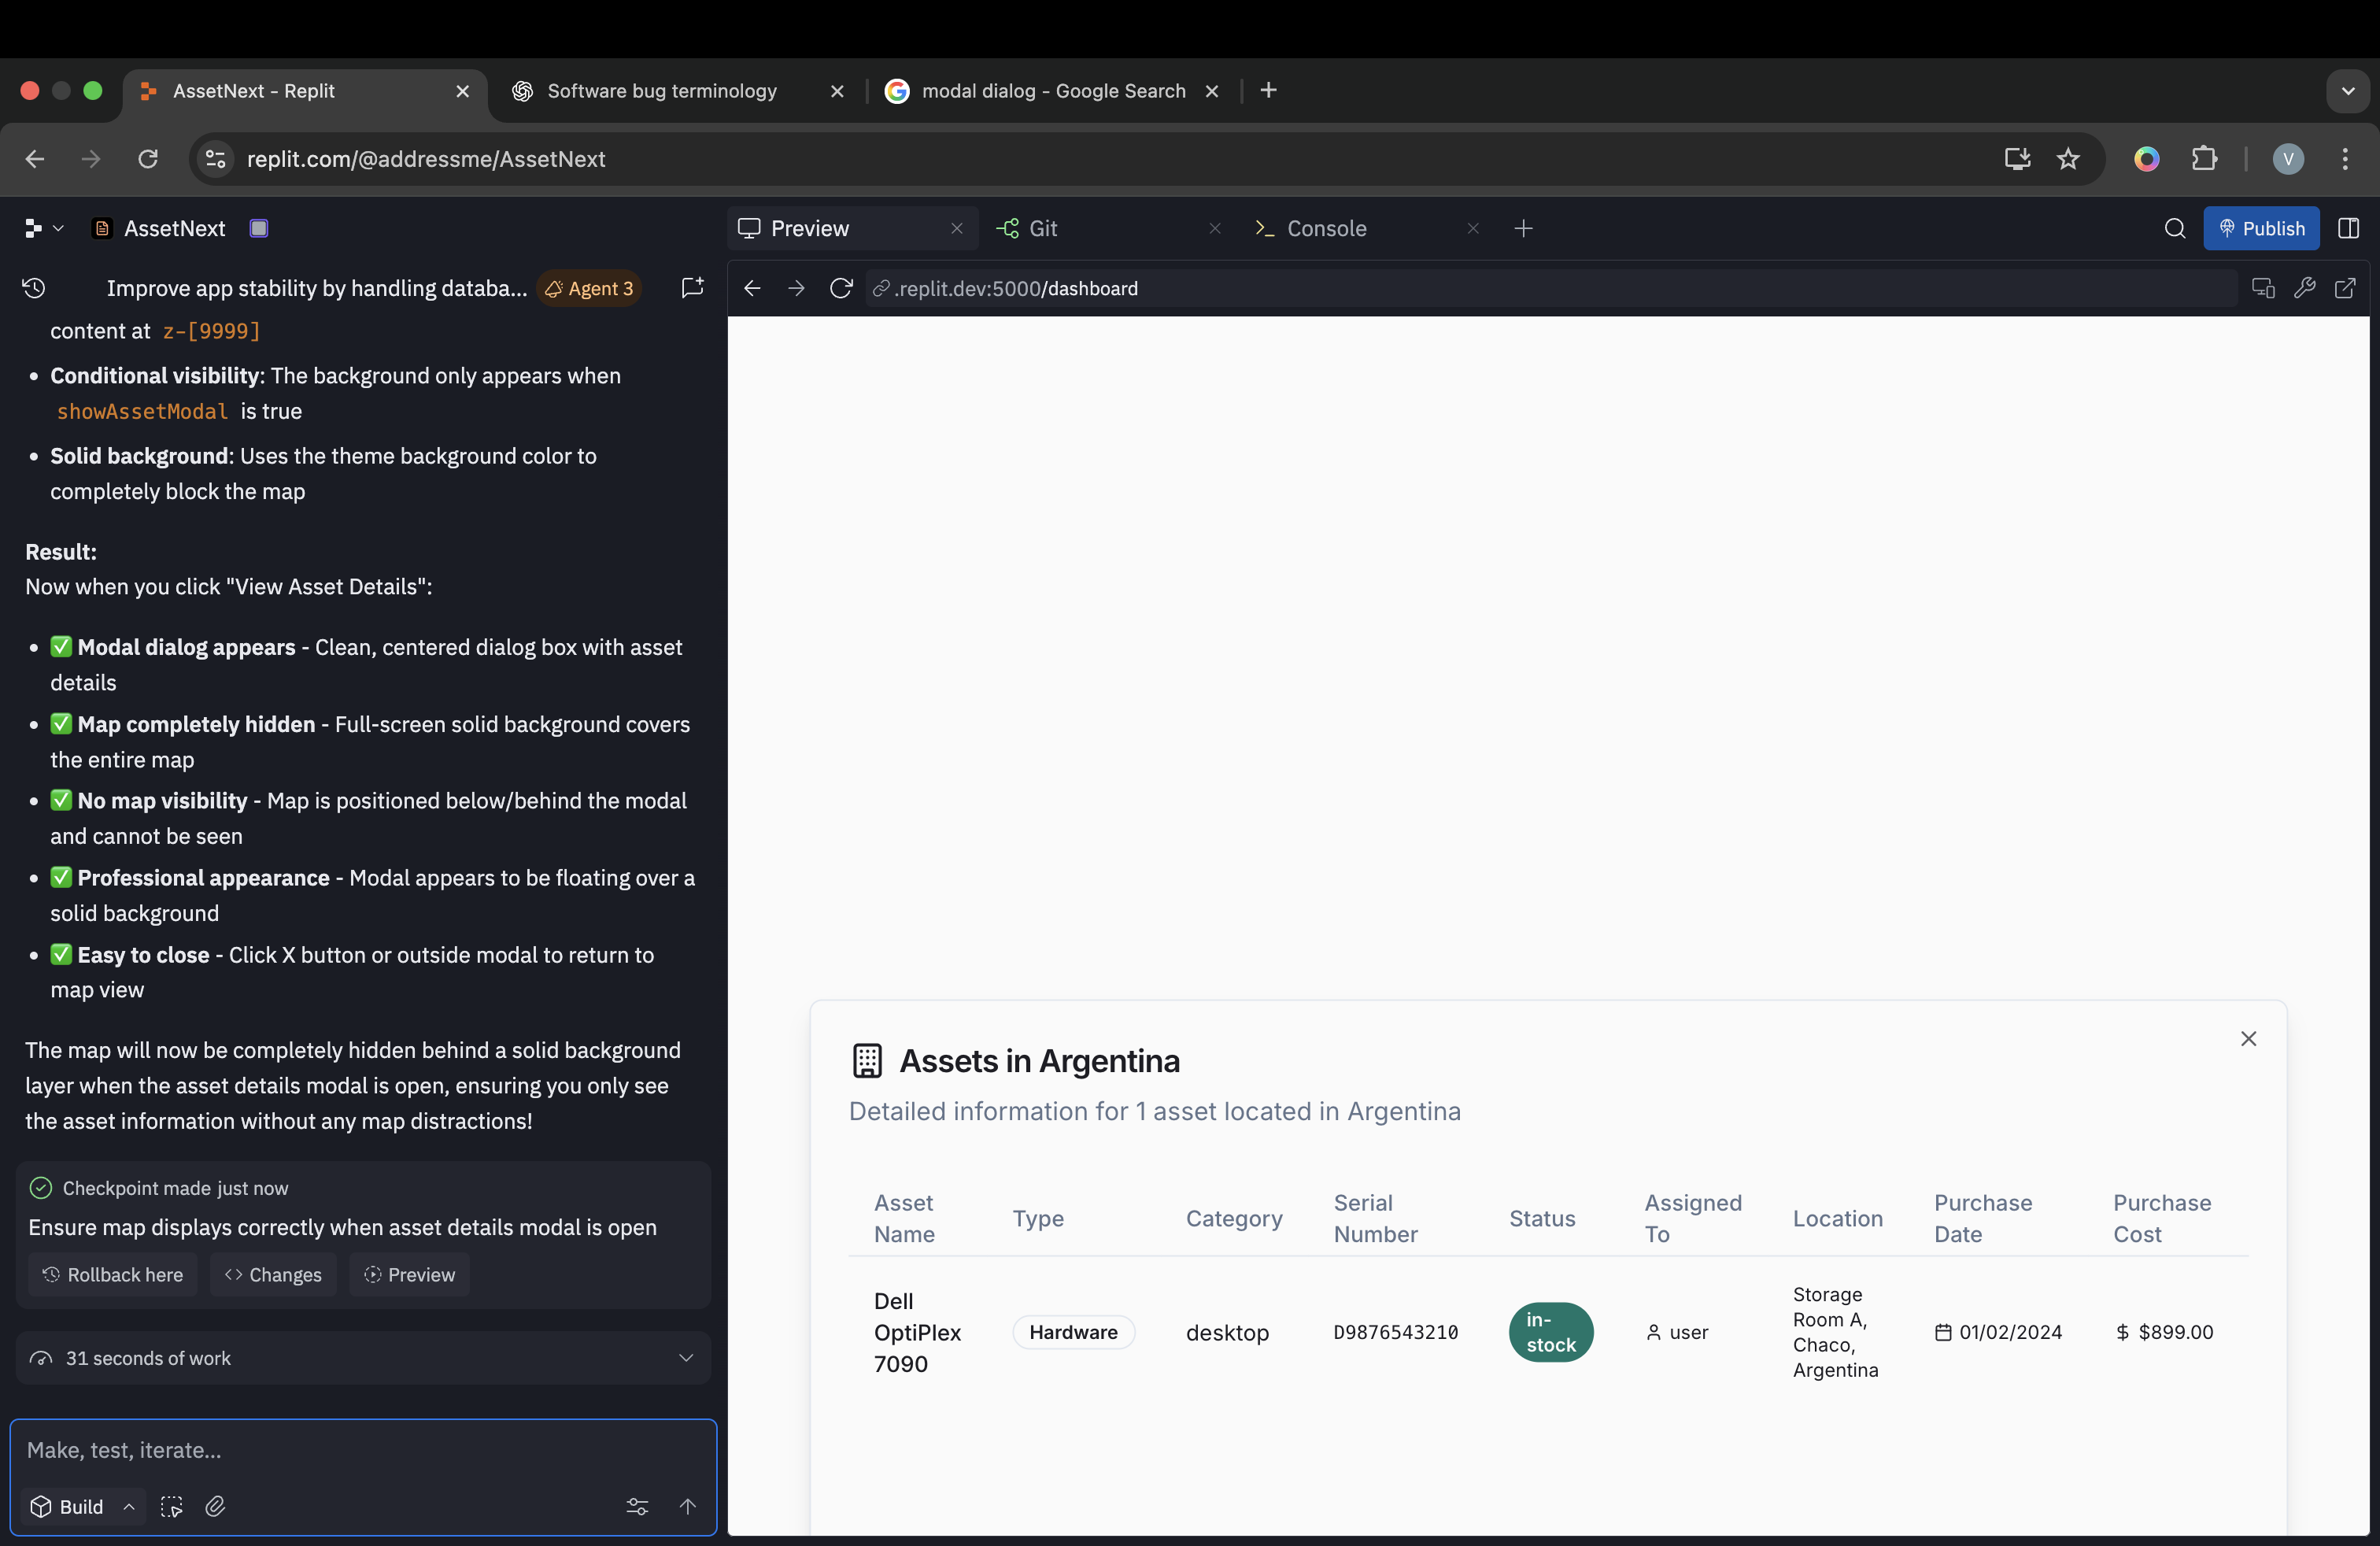 AssetNext - Replit
Software bug terminology
modal dialog - Google Search
replit.com/@addressme/AssetNext
V
AssetNext
Preview
Git
Console
Publish
Improve app stability by handling databa...
Agent 3
.replit.dev:5000/dashboard
content at z-[9999]
• Conditional visibility: The background only appears when
showAssetModal is true
• Solid background: Uses the theme background color to
completely block the map
Result:
Now when you click "View Asset Details":
• ✅ Modal dialog appears - Clean, centered dialog box with asset
details
• ✅ Map completely hidden - Full-screen solid background covers
the entire map
• ✅ No map visibility - Map is positioned below/behind the modal
and cannot be seen
• ✅ Professional appearance - Modal appears to be floating over a
solid background
• ✅ Easy to close - Click X button or outside modal to return to
map view
The map will now be completely hidden behind a solid background
layer when the asset details modal is open, ensuring you only see
the asset information without any map distractions!
Checkpoint made just now
Ensure map displays correctly when asset details modal is open
Rollback here
Changes
Preview
31 seconds of work
Make, test, iterate...
Build
Assets in Argentina
Detailed information for 1 asset located in Argentina
Asset
Name
Type
Category
Serial
Number
Status
Assigned
To
Location
Purchase
Date
Purchase
Cost
Dell
OptiPlex
7090
Hardware
desktop
D9876543210
in-
stock
user
Storage
Room A,
Chaco,
Argentina
01/02/2024
$ $899.00